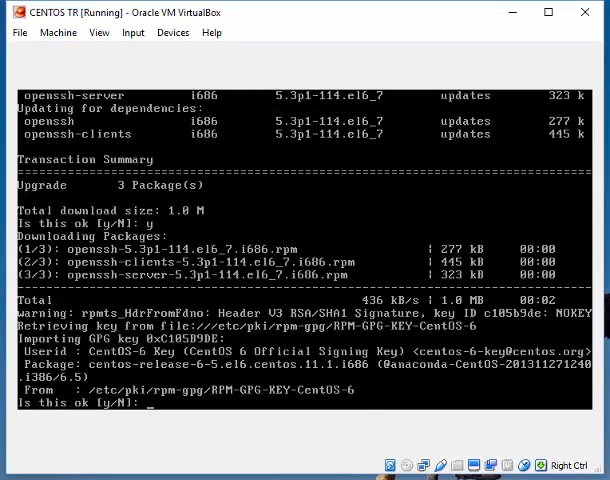 CENTOS TR [Running] - Oracle VM VirtualBox
File Machine View Input Devices Help
openssh-server i686 5.3p1-114.el6_7 updates 323 k
Updating for dependencies:
openssh i686 5.3p1-114.el6_7 updates 277 k
openssh-clients i686 5.3p1-114.el6_7 updates 445 k
Transaction Summary
================================================================================
Upgrade 3 Package(s)
Total download size: 1.0 M
Is this ok [y/N]: y
Downloading Packages:
(1/3): openssh-5.3p1-114.el6_7.i686.rpm | 277 kB 00:00
(2/3): openssh-clients-5.3p1-114.el6_7.i686.rpm | 445 kB 00:00
(3/3): openssh-server-5.3p1-114.el6_7.i686.rpm | 323 kB 00:00
--------------------------------------------------------------------------------
Total 436 kB/s | 1.0 MB 00:02
warning: rpmts_HdrFromFdno: Header V3 RSA/SHA1 Signature, key ID c105b9de: NOKEY
Retrieving key from file:///etc/pki/rpm-gpg/RPM-GPG-KEY-CentOS-6
Importing GPG key 0xC105B9DE:
Userid : CentOS-6 Key (CentOS 6 Official Signing Key) <centos-6-key@centos.org>
Package: centos-release-6-5.el6.centos.11.1.i686 (@anaconda-CentOS-201311271240
.i386/6.5)
From : /etc/pki/rpm-gpg/RPM-GPG-KEY-CentOS-6
Is this ok [y/N]: _
Right Ctrl